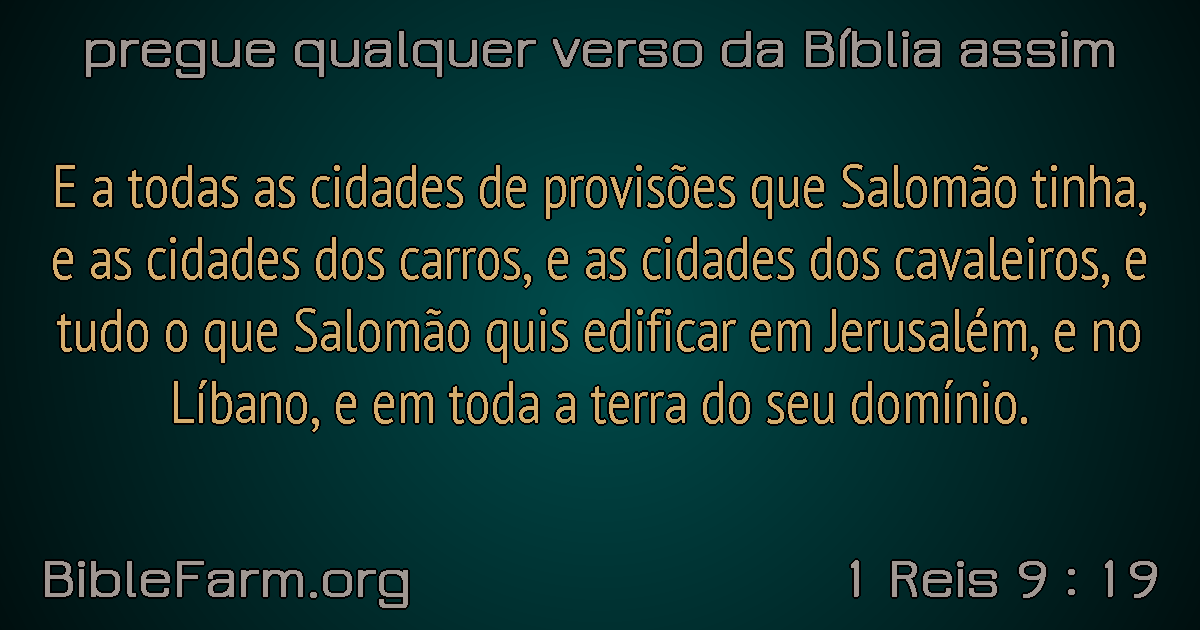 pregue qualquer verso da Bíblia assim
E a todas as cidades de provisões que Salomão tinha,
e as cidades dos carros, e as cidades dos cavaleiros, e
tudo o que Salomão quis edificar em Jerusalém, e no
Líbano, e em toda a terra do seu domínio.
BibleFarm.org
1 Reis 9 : 19